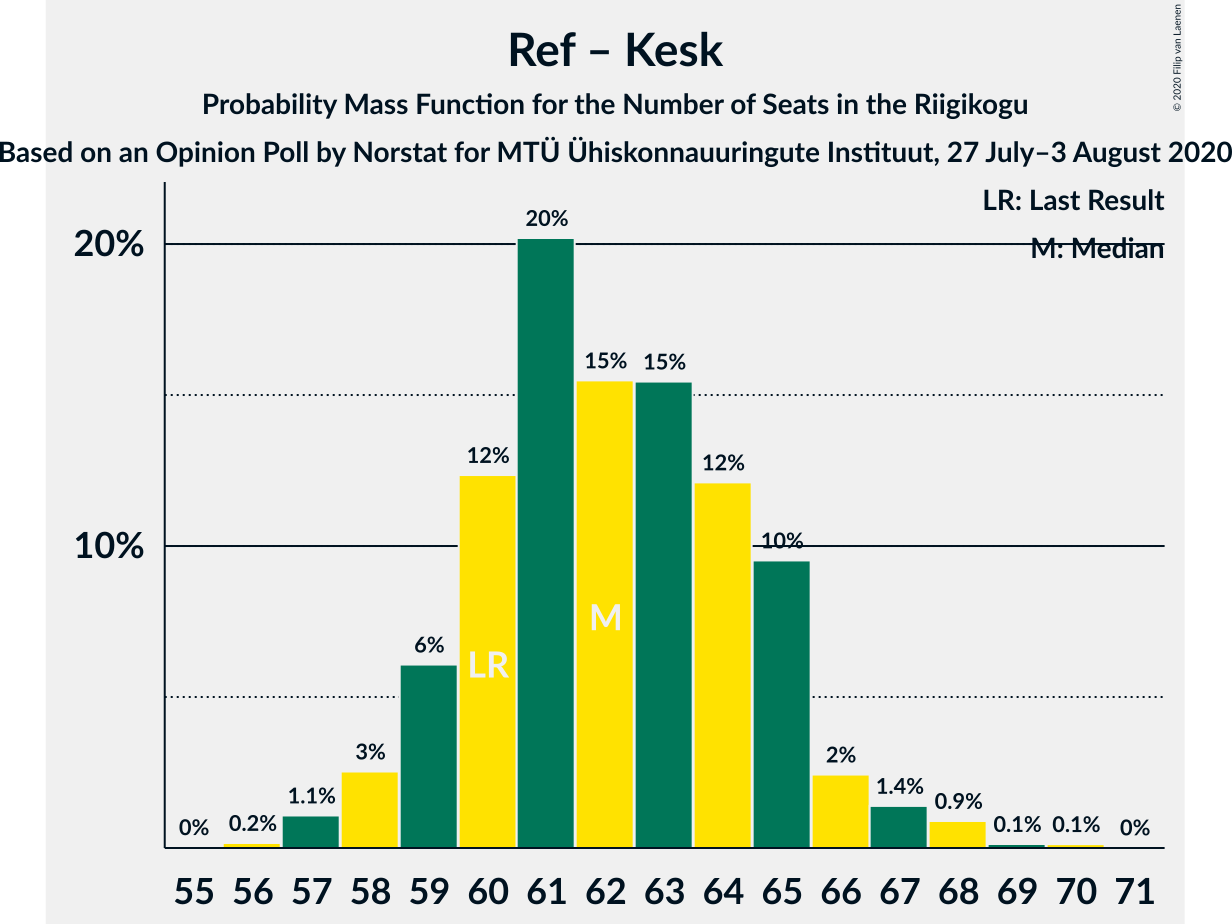 Ref – Kesk
Probability Mass Function for the Number of Seats in the Riigikogu
Based on an Opinion Poll by Norstat for MTÜ Ühiskonnauuringute Instituut, 27 July–3 August 2020
© 2020 Filip van Laenen
LR: Last Result
M: Median
20%
10%
0%
0.2%
1.1%
3%
6%
12%
20%
15%
15%
12%
10%
2%
1.4%
0.9%
0.1%
0.1%
0%
LR
M
55 56 57 58 59 60 61 62 63 64 65 66 67 68 69 70 71